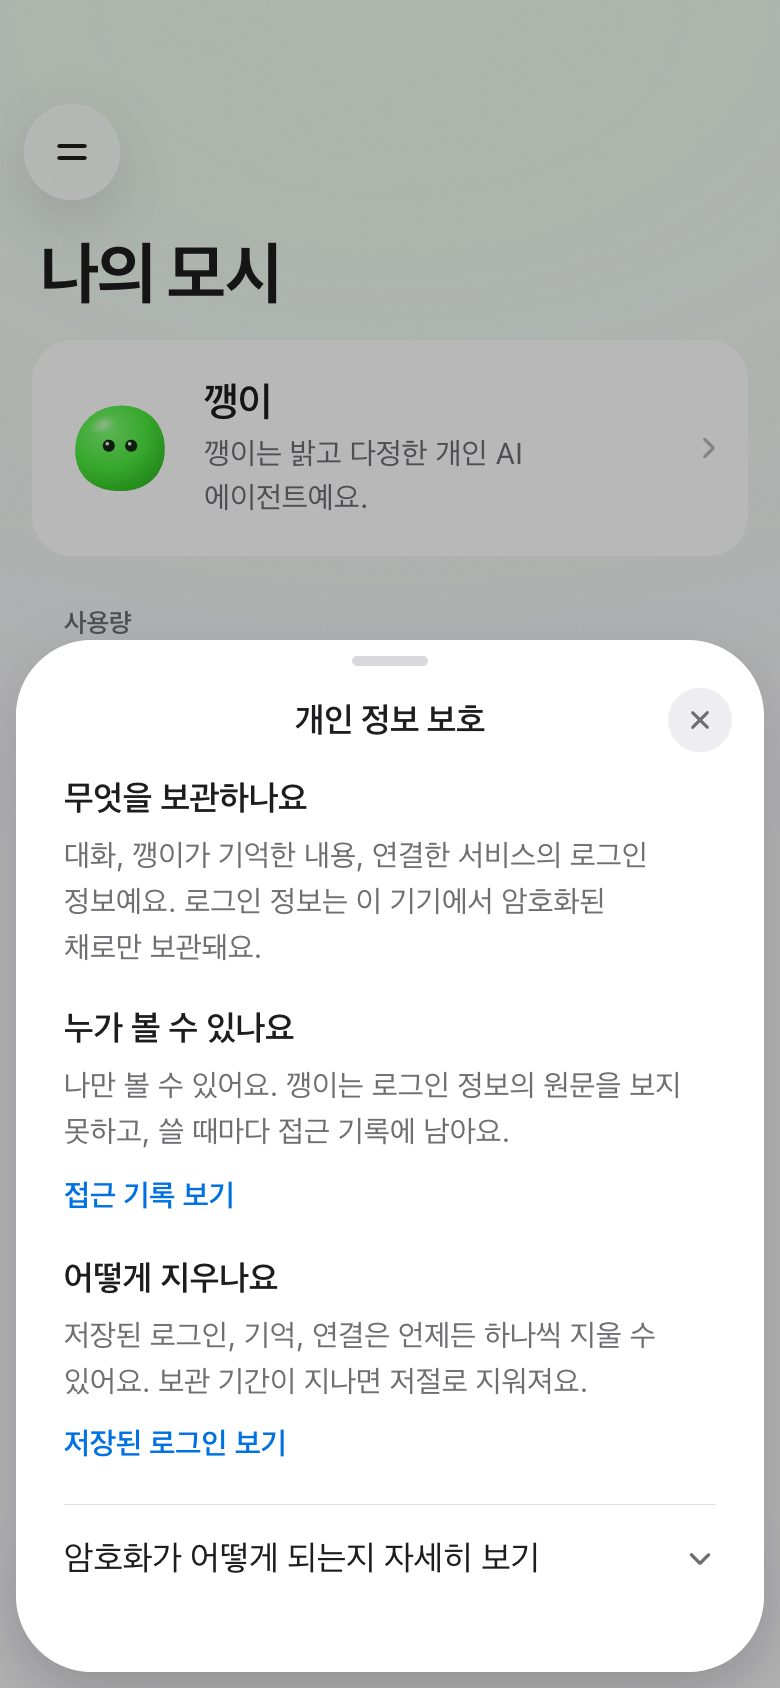 나의 모시
깽이
깽이는 밝고 다정한 개인 AI
에이전트예요.
사용량
개인 정보 보호
무엇을 보관하나요
대화, 깽이가 기억한 내용, 연결한 서비스의 로그인
정보예요. 로그인 정보는 이 기기에서 암호화된
채로만 보관돼요.
누가 볼 수 있나요
나만 볼 수 있어요. 깽이는 로그인 정보의 원문을 보지
못하고, 쓸 때마다 접근 기록에 남아요.
접근 기록 보기
어떻게 지우나요
저장된 로그인, 기억, 연결은 언제든 하나씩 지울 수
있어요. 보관 기간이 지나면 저절로 지워져요.
저장된 로그인 보기
암호화가 어떻게 되는지 자세히 보기